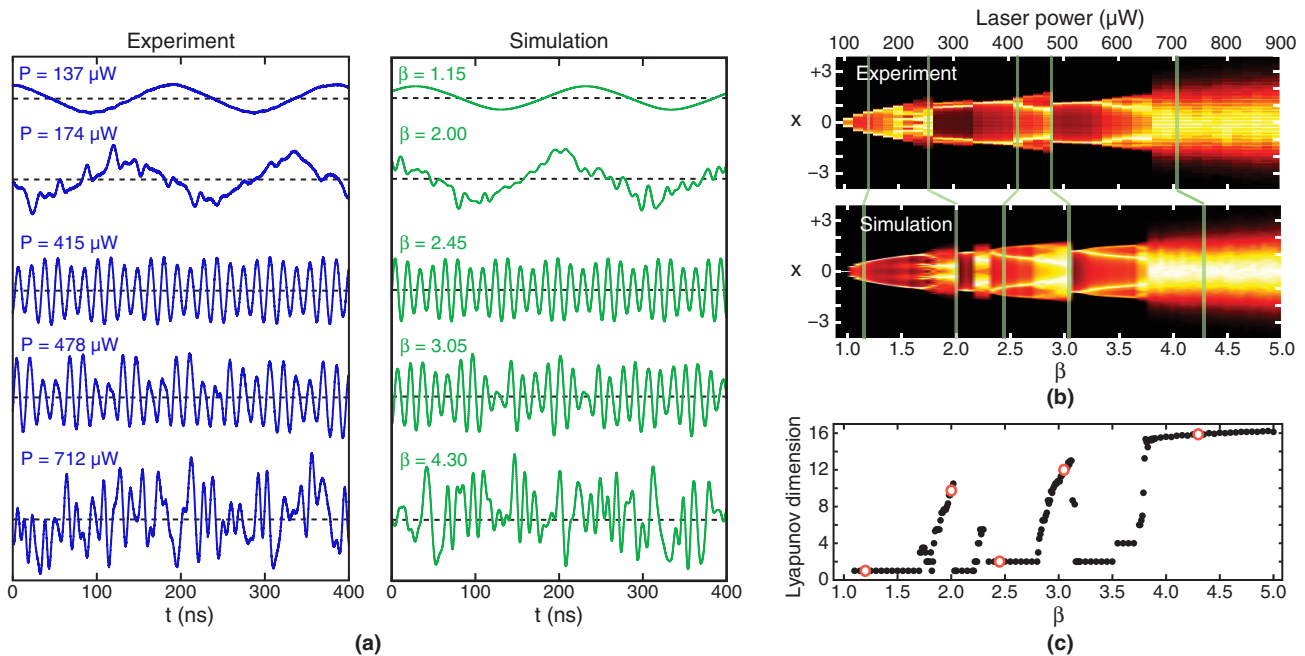 Experiment
P = 137 µW
P = 174 µW
P = 415 µW
P = 478 µW
P = 712 µW
0 100 200 300 400
t (ns)
Simulation
β = 1.15
β = 2.00
β = 2.45
β = 3.05
β = 4.30
0 100 200 300 400
t (ns)
(a)
Laser power (µW)
100 200 300 400 500 600 700 800 900
Experiment
+3
x 0
−3
Simulation
+3
x 0
−3
1.0 1.5 2.0 2.5 3.0 3.5 4.0 4.5 5.0
β
(b)
Lyapunov dimension
16
12
8
4
0
1.0 1.5 2.0 2.5 3.0 3.5 4.0 4.5 5.0
β
(c)